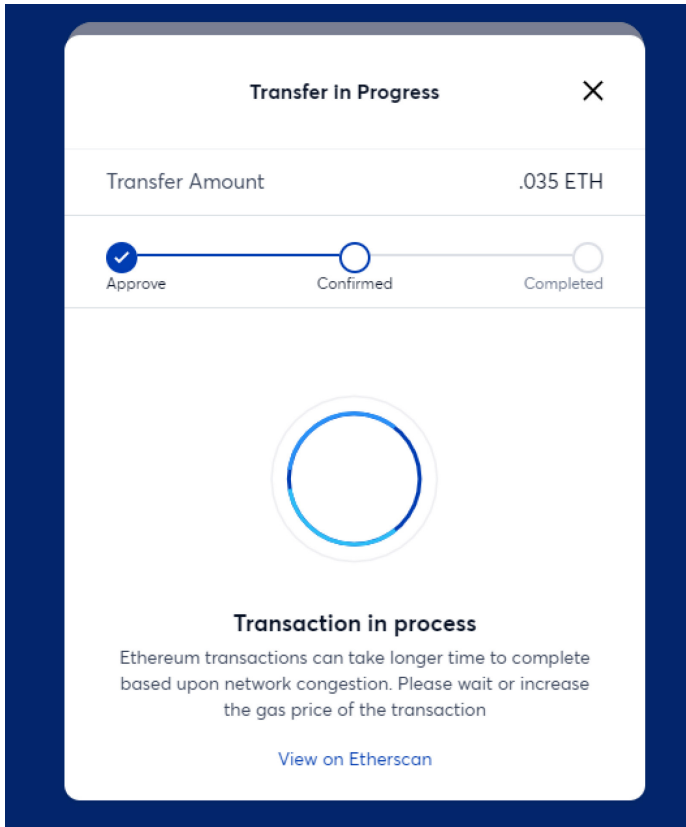 Transfer in Progress
Transfer Amount .035 ETH
Approve Confirmed Completed
Transaction in process
Ethereum transactions can take longer time to complete
based upon network congestion. Please wait or increase
the gas price of the transaction
View on Etherscan